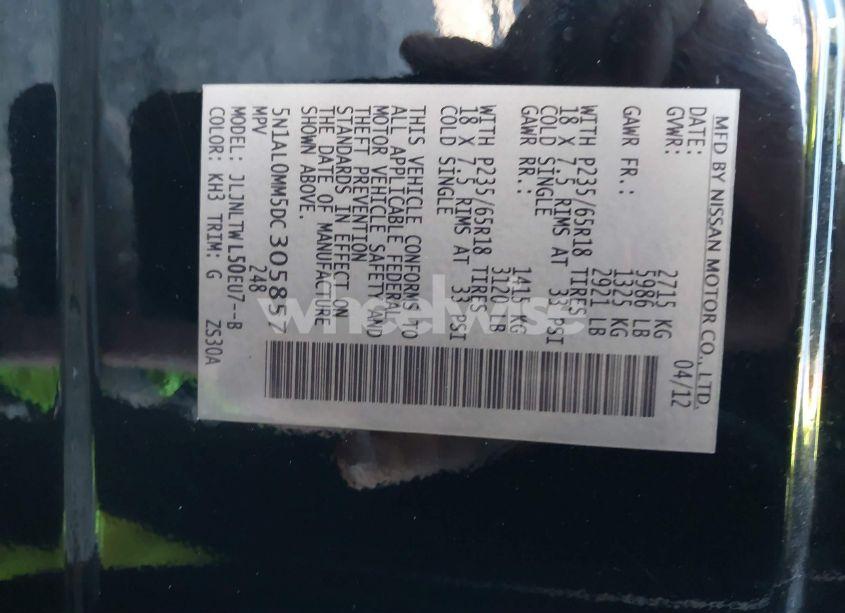 MFD BY NISSAN MOTOR CO., LTD.
DATE: 04/12
GVWR: 2715 KG
5986 LB
GAWR FR.: 1325 KG
2921 LB
WITH P235/65R18 TIRES
18 X 7.5 RIMS AT 33 PSI
COLD SINGLE
GAWR RR.: 1415 KG
3120 LB
WITH P235/65R18 TIRES
18 X 7.5 RIMS AT 33 PSI
COLD SINGLE
THIS VEHICLE CONFORMS TO
ALL APPLICABLE FEDERAL
MOTOR VEHICLE SAFETY AND
THEFT PREVENTION
STANDARDS IN EFFECT ON
THE DATE OF MANUFACTURE
SHOWN ABOVE.
5N1AL0MM5DC305857
MPV 248
MODEL: JLJNLTWL50EU7--B
COLOR: KH3 TRIM: G ZS30A
wheelwise